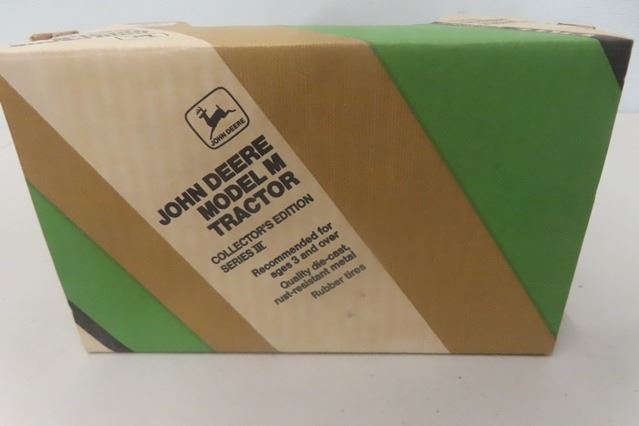 JOHN DEERE
JOHN DEERE
MODEL M
TRACTOR
COLLECTOR'S EDITION
SERIES III
Recommended for
ages 3 and over
Quality die-cast,
rust-resistant metal
Rubber tires